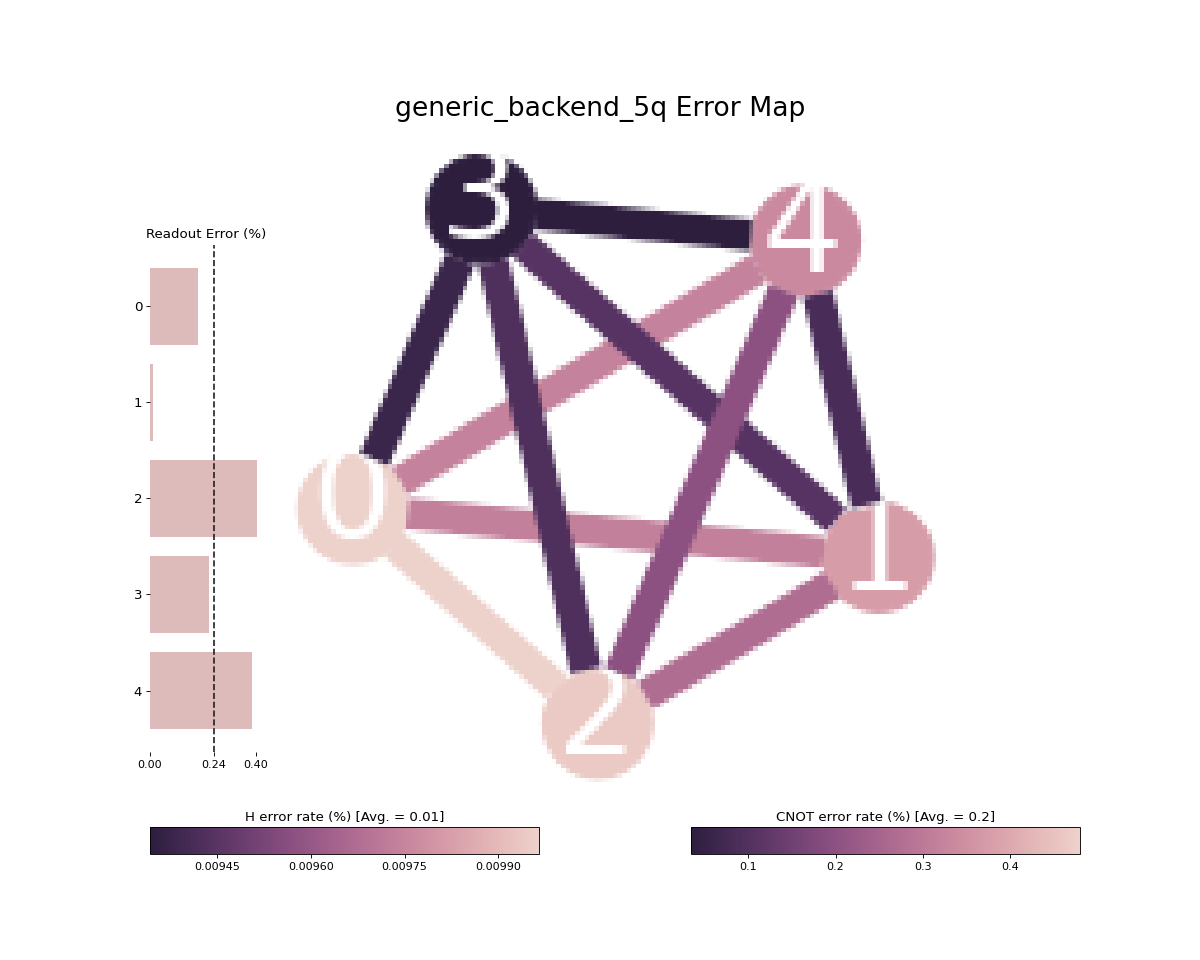 generic_backend_5q Error Map
3
4
Readout Error (%)
0
1
2
3
4
0.00 0.24 0.40
0
1
2
H error rate (%) [Avg. = 0.01]
0.00945 0.00960 0.00975 0.00990
CNOT error rate (%) [Avg. = 0.2]
0.1 0.2 0.3 0.4